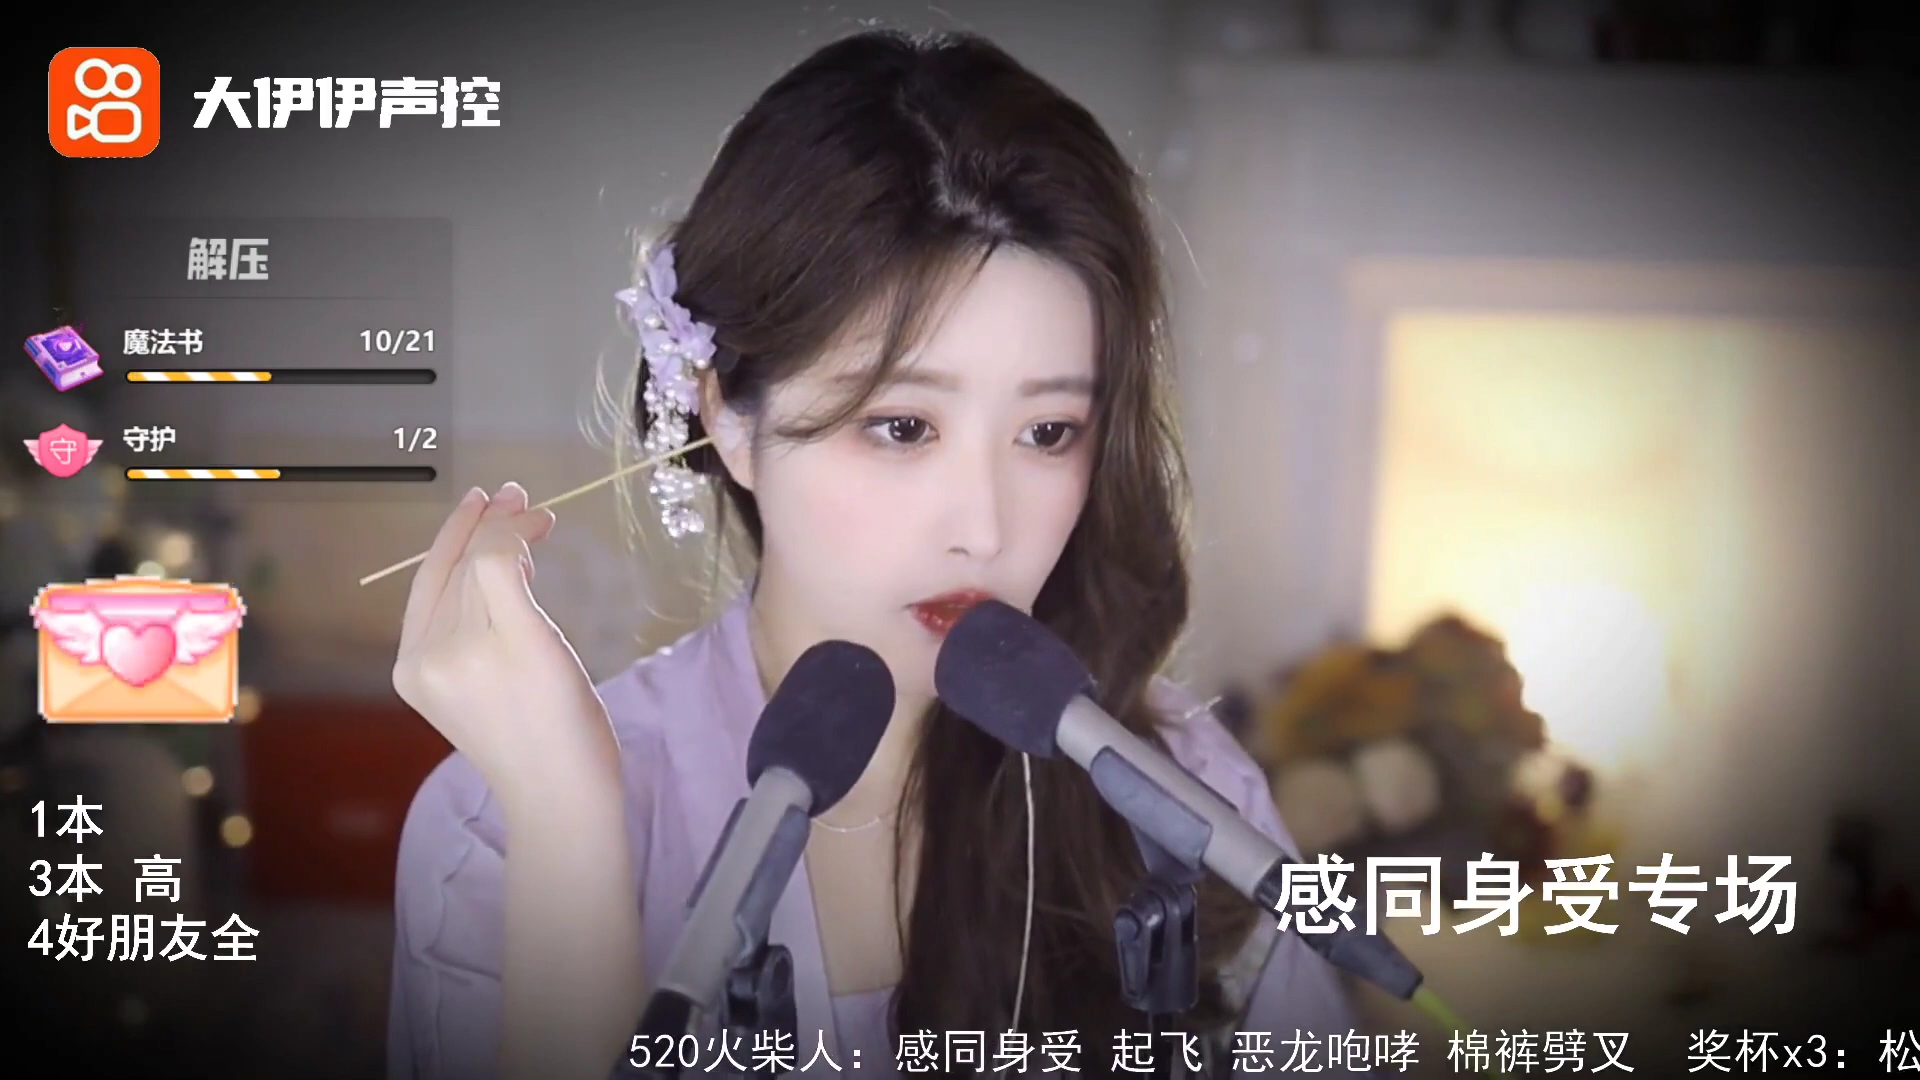 大伊伊声控
解压
魔法书 10/21
守护 1/2
守
1本
3本 高
4好朋友全
感同身受专场
520火柴人：感同身受 起飞 恶龙咆哮 棉裤劈叉 奖杯x3：松